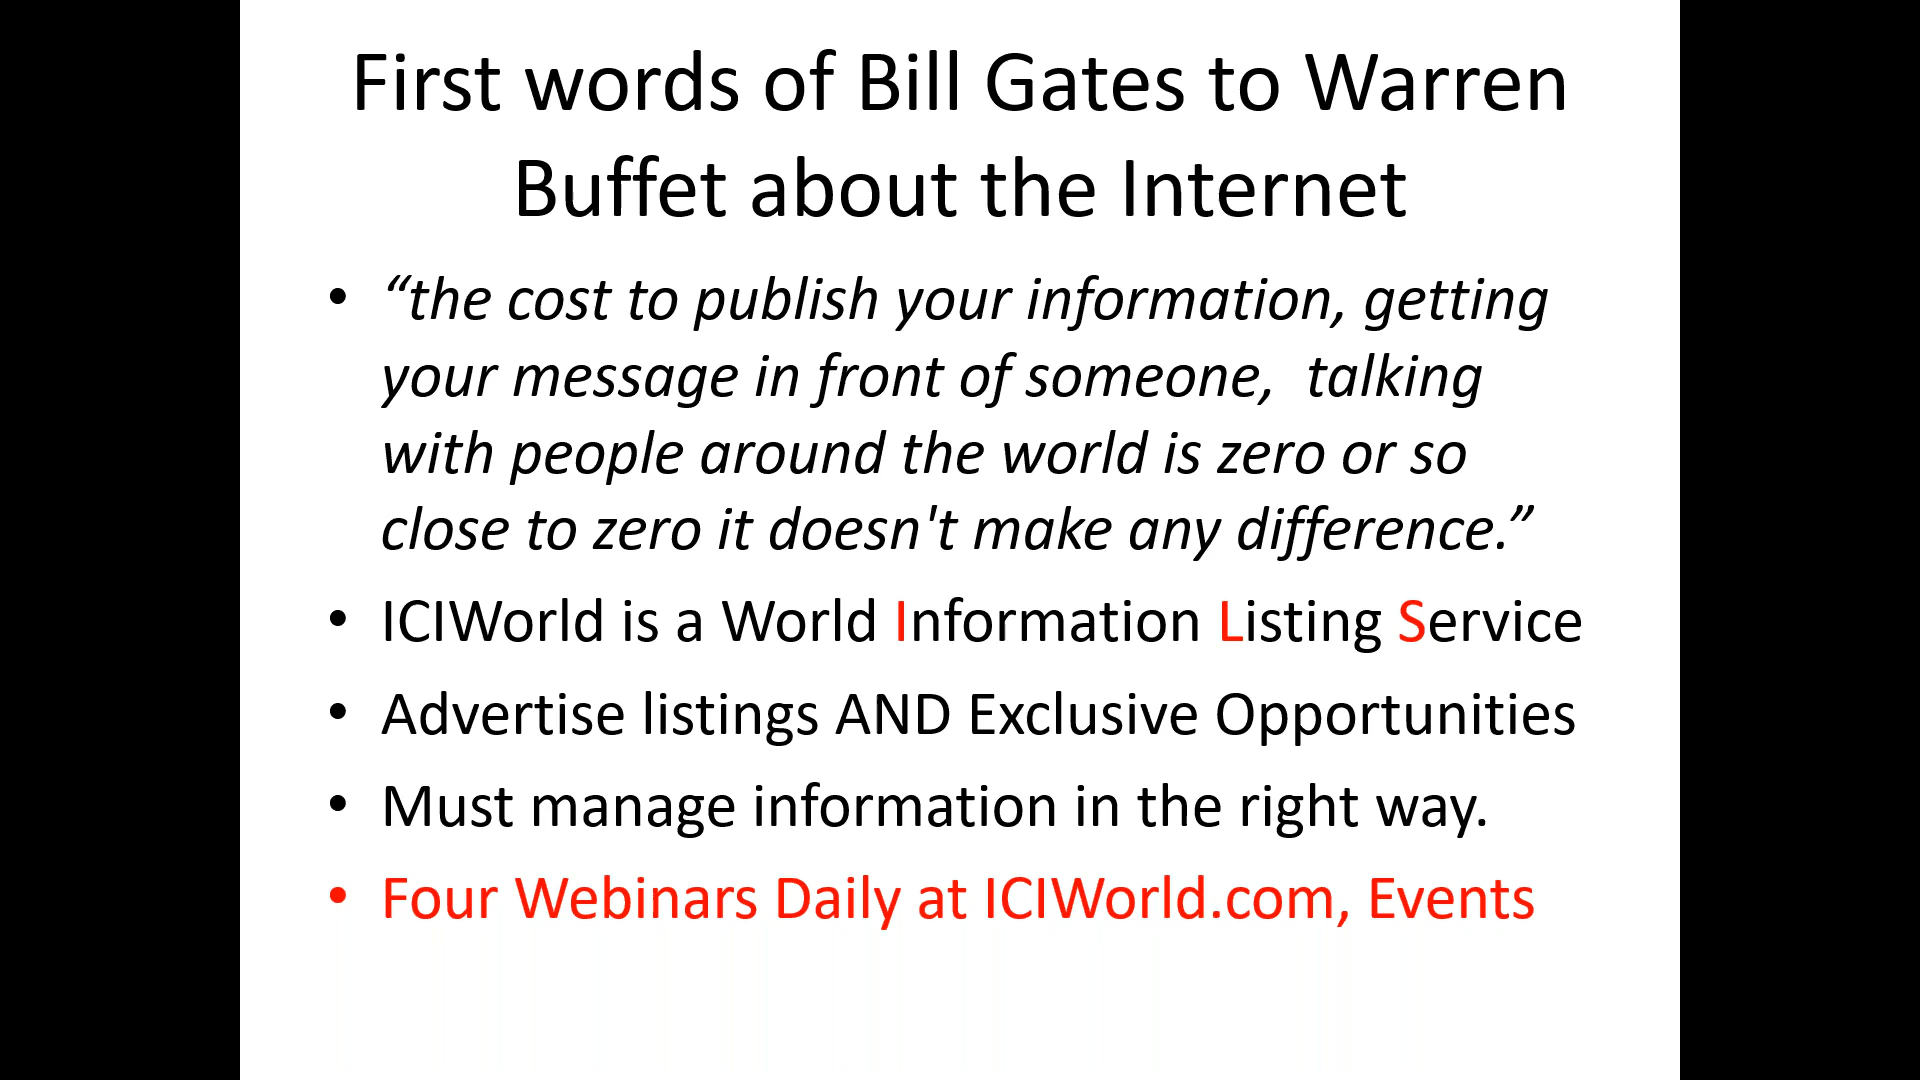 First words of Bill Gates to Warren
Buffet about the Internet
• “the cost to publish your information, getting
your message in front of someone,  talking
with people around the world is zero or so
close to zero it doesn't make any difference.”
• ICIWorld is a World Information Listing Service
• Advertise listings AND Exclusive Opportunities
• Must manage information in the right way.
• Four Webinars Daily at ICIWorld.com, Events